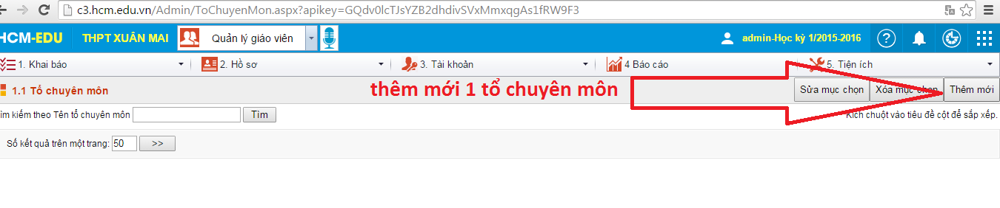 c3.hcm.edu.vn/Admin/ToChuyenMon.aspx?apikey=GQdv0lcTJsYZB2dhdivSVxMmxqgAs1fRW9F3
HCM-EDU THPT XUÂN MAI Quản lý giáo viên admin-Học kỳ 1/2015-2016
1. Khai báo 2. Hồ sơ 3. Tài khoản 4 Báo cáo 5. Tiện ích
1.1 Tổ chuyên môn thêm mới 1 tổ chuyên môn Sửa mục chọn Xóa mục chọn Thêm mới
ìm kiếm theo Tên tổ chuyên môn Tìm Kích chuột vào tiêu đề cột để sắp xếp.
Số kết quả trên một trang: 50 >>